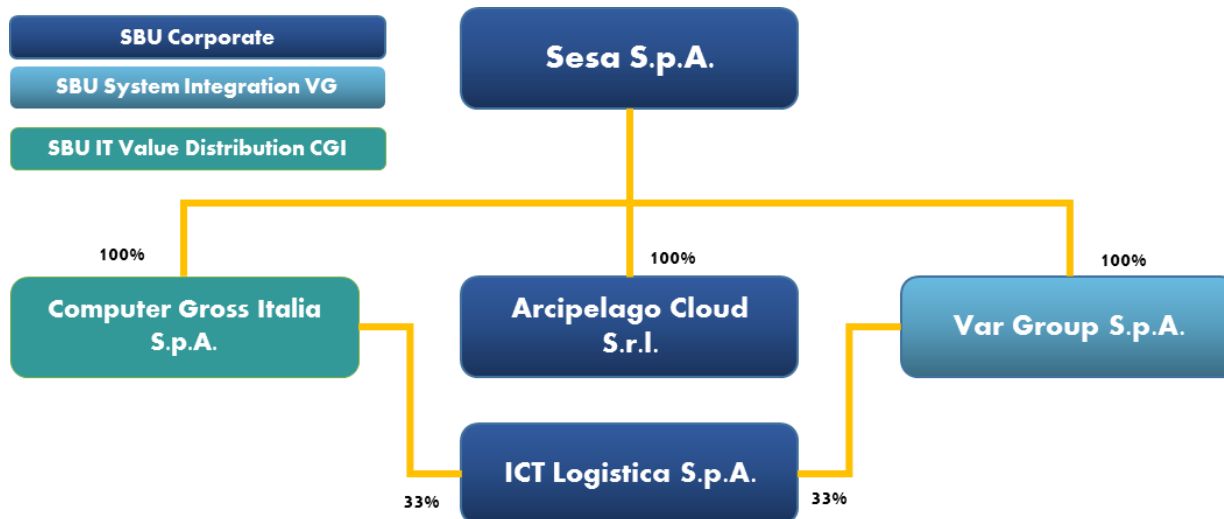 SBU Corporate
SBU System Integration VG
SBU IT Value Distribution CGI
Sesa S.p.A.
100%
100%
100%
Computer Gross Italia
S.p.A.
Arcipelago Cloud
S.r.l.
Var Group S.p.A.
ICT Logistica S.p.A.
33%
33%